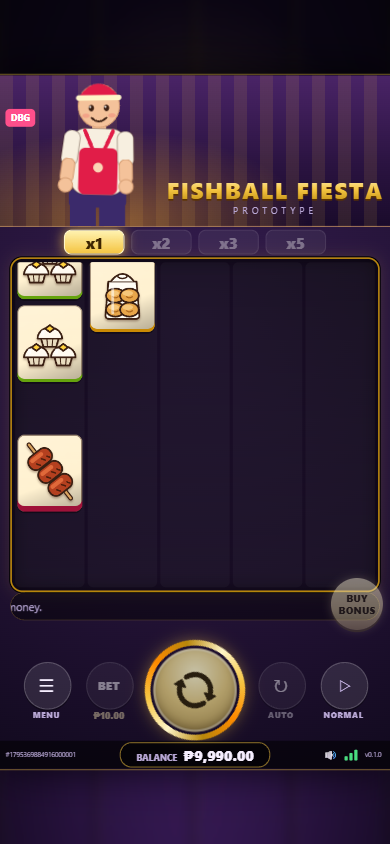 DBG
FISHBALL FIESTA
PROTOTYPE
x1 x2 x3 x5
money.
BUY
BONUS
BET
MENU ₱10.00 AUTO NORMAL
BALANCE ₱9,990.00
v0.1.0